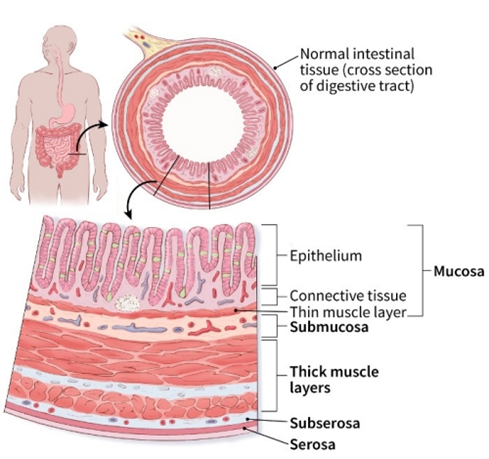 Normal intestinal
tissue (cross section
of digestive tract)
Epithelium
Mucosa
Connective tissue
Thin muscle layer
Submucosa
Thick muscle
layers
Subserosa
Serosa